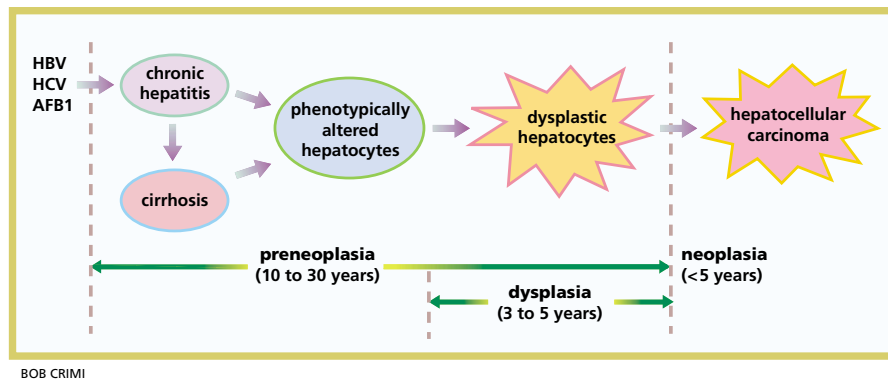 HBV
HCV
AFB1
chronic
hepatitis
cirrhosis
phenotypically
altered
hepatocytes
dysplastic
hepatocytes
hepatocellular
carcinoma
preneoplasia
(10 to 30 years)
neoplasia
(<5 years)
dysplasia
(3 to 5 years)
BOB CRIMI